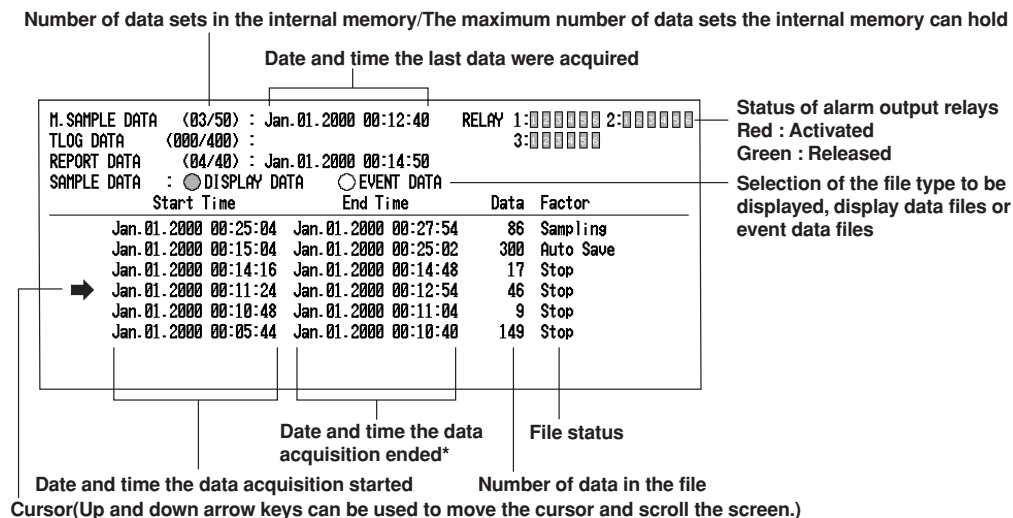 Number of data sets in the internal memory/The maximum number of data sets the internal memory can hold
Date and time the last data were acquired
M.SAMPLE DATA (03/50) : Jan.01.2000 00:12:40 RELAY 1:123456 2:123456
TLOG DATA (000/400) : 3:123456
REPORT DATA (04/40) : Jan.01.2000 00:14:50
SAMPLE DATA : DISPLAY DATA EVENT DATA
Status of alarm output relays
Red : Activated
Green : Released
Selection of the file type to be
displayed, display data files or
event data files
Start Time End Time Data Factor
Jan.01.2000 00:25:04 Jan.01.2000 00:27:54 86 Sampling
Jan.01.2000 00:15:04 Jan.01.2000 00:25:02 300 Auto Save
Jan.01.2000 00:14:16 Jan.01.2000 00:14:48 17 Stop
Jan.01.2000 00:11:24 Jan.01.2000 00:12:54 46 Stop
Jan.01.2000 00:10:48 Jan.01.2000 00:11:04 9 Stop
Jan.01.2000 00:05:44 Jan.01.2000 00:10:40 149 Stop
Date and time the data
acquisition ended*
File status
Date and time the data acquisition started
Number of data in the file
Cursor(Up and down arrow keys can be used to move the cursor and scroll the screen.)